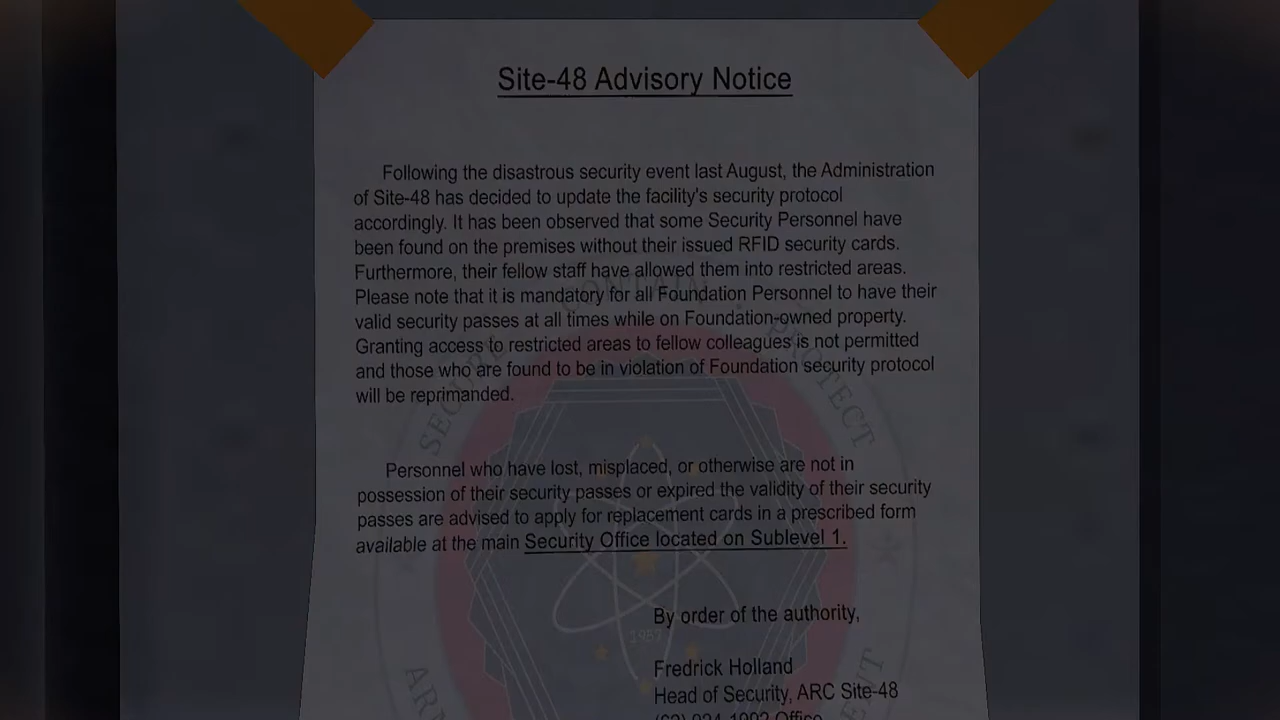 Site-48 Advisory Notice
Following the disastrous security event last August, the Administration
of Site-48 has decided to update the facility's security protocol
accordingly. It has been observed that some Security Personnel have
been found on the premises without their issued RFID security cards.
Furthermore, their fellow staff have allowed them into restricted areas.
Please note that it is mandatory for all Foundation Personnel to have their
valid security passes at all times while on Foundation-owned property.
Granting access to restricted areas to fellow colleagues is not permitted
and those who are found to be in violation of Foundation security protocol
will be reprimanded.
Personnel who have lost, misplaced, or otherwise are not in
possession of their security passes or expired the validity of their security
passes are advised to apply for replacement cards in a prescribed form
available at the main Security Office located on Sublevel 1.
By order of the authority,
Fredrick Holland
Head of Security, ARC Site-48
Office
SECURE CONTAIN PROTECT